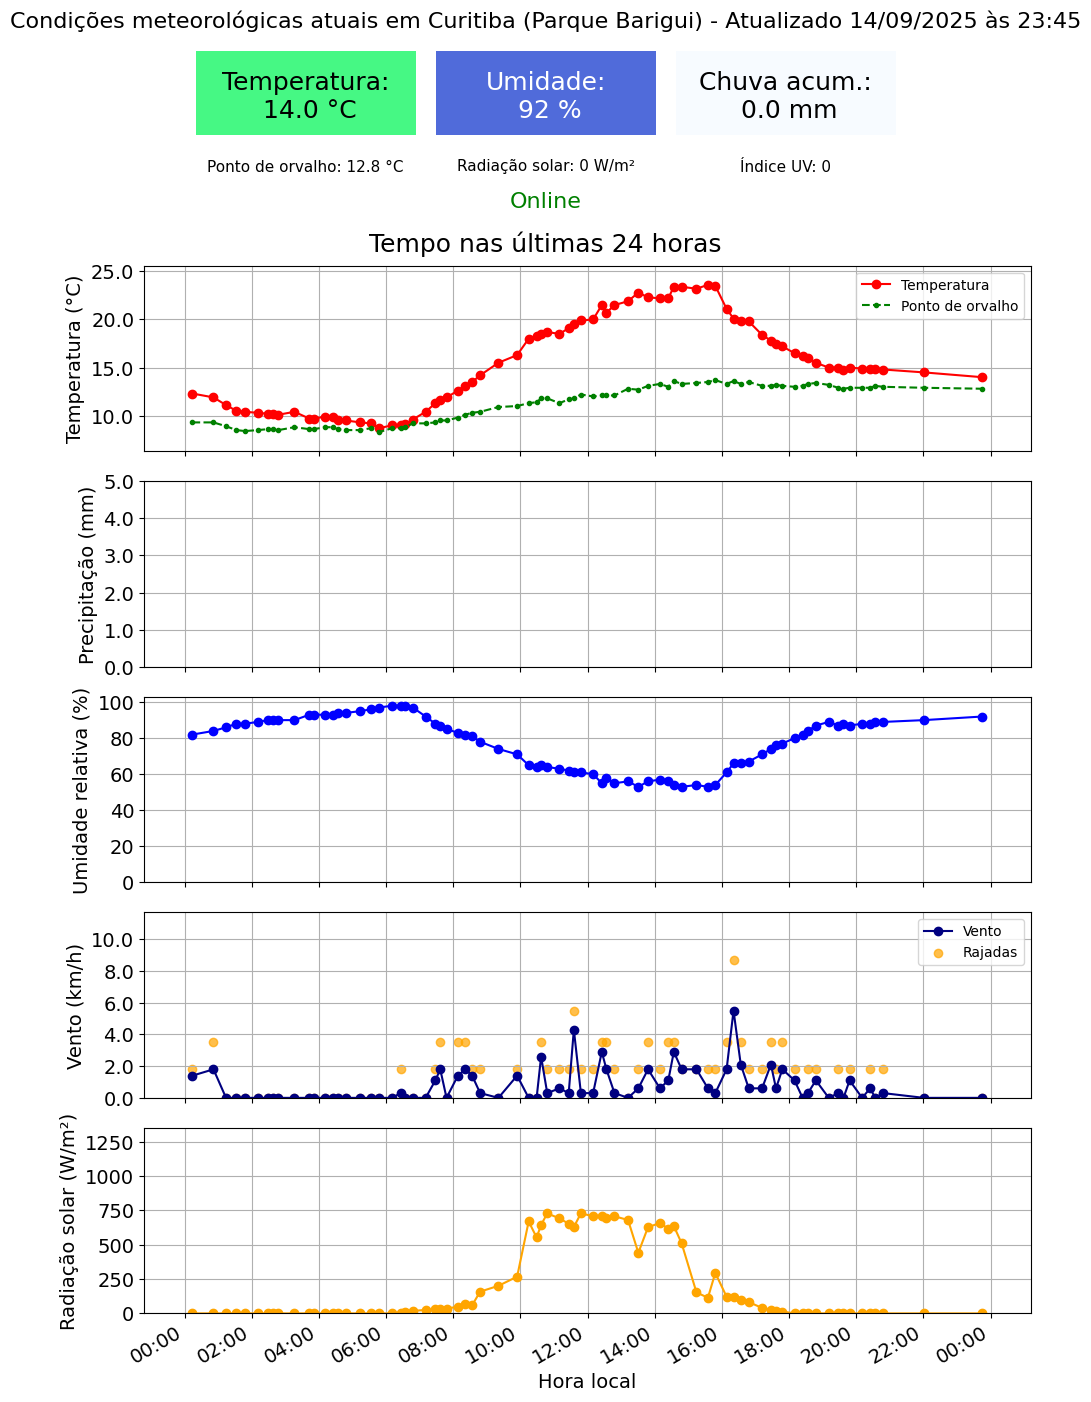 Condições meteorológicas atuais em Curitiba (Parque Barigui) - Atualizado 14/09/2025 às 23:45
Temperatura:
14.0 °C
Umidade:
92 %
Chuva acum.:
0.0 mm
Ponto de orvalho: 12.8 °C
Radiação solar: 0 W/m²
Índice UV: 0
Online
Tempo nas últimas 24 horas
Temperatura (°C)
25.0
20.0
15.0
10.0
Temperatura
Ponto de orvalho
Precipitação (mm)
5.0
4.0
3.0
2.0
1.0
0.0
Umidade relativa (%)
100
80
60
40
20
0
Vento (km/h)
10.0
8.0
6.0
4.0
2.0
0.0
Vento
Rajadas
Radiação solar (W/m²)
1250
1000
750
500
250
0
00:00
02:00
04:00
06:00
08:00
10:00
12:00
14:00
16:00
18:00
20:00
22:00
00:00
Hora local